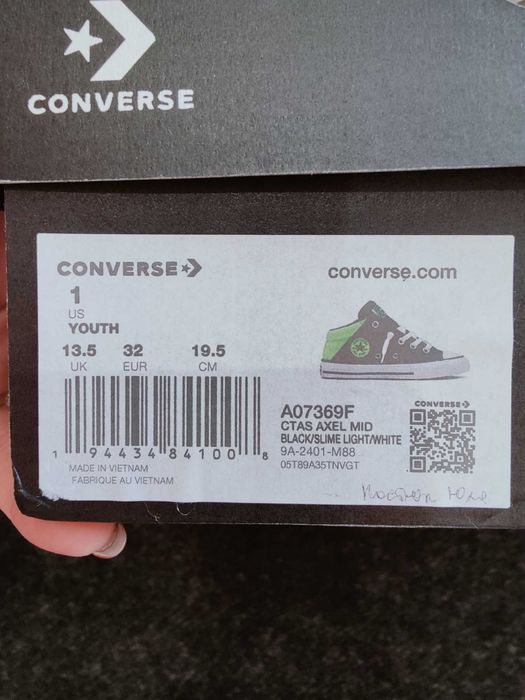 CONVERSE
CONVERSE
converse.com
1
US
YOUTH
13.5 32 19.5
UK EUR CM
1 94434 84100 8
MADE IN VIETNAM
FABRIQUE AU VIETNAM
A07369F
CTAS AXEL MID
BLACK/SLIME LIGHT/WHITE
9A-2401-M88
05T89A35TNVGT
CONVERSE